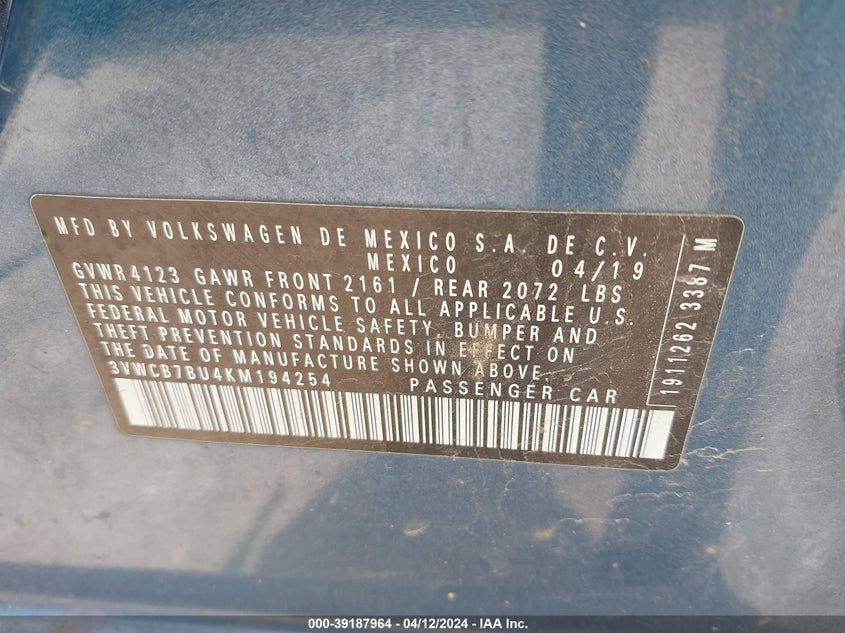 MFD BY VOLKSWAGEN DE MEXICO S.A. DE C.V.
MEXICO 04/19
GVWR4123 GAWR FRONT 2161 / REAR 2072 LBS
THIS VEHICLE CONFORMS TO ALL APPLICABLE U.S.
FEDERAL MOTOR VEHICLE SAFETY, BUMPER AND
THEFT PREVENTION STANDARDS IN EFFECT ON
THE DATE OF MANUFACTURE SHOWN ABOVE.
3VWCB7BU4KM194254 PASSENGER CAR
1911262 3387 M
000-39187964 - 04/12/2024 - IAA Inc.